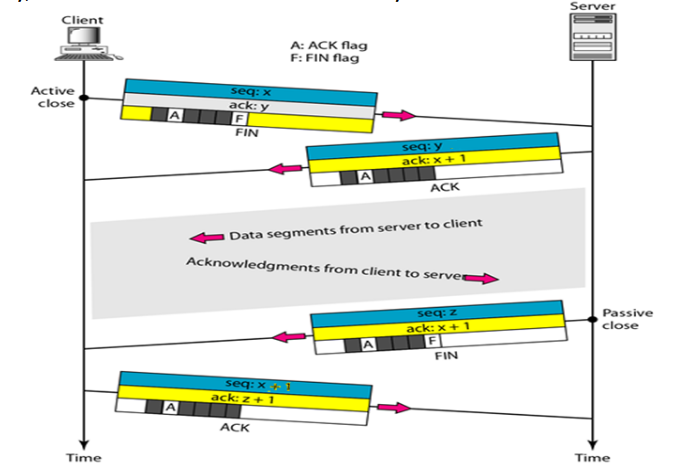 Client
Server
A: ACK flag
F: FIN flag
Active
close
seq: x
ack: y
A
F
FIN
seq: y
ack: x + 1
A
ACK
Data segments from server to client
Acknowledgments from client to server
seq: z
ack: x + 1
A
F
FIN
Passive
close
seq: x + 1
ack: z + 1
A
ACK
Time
Time